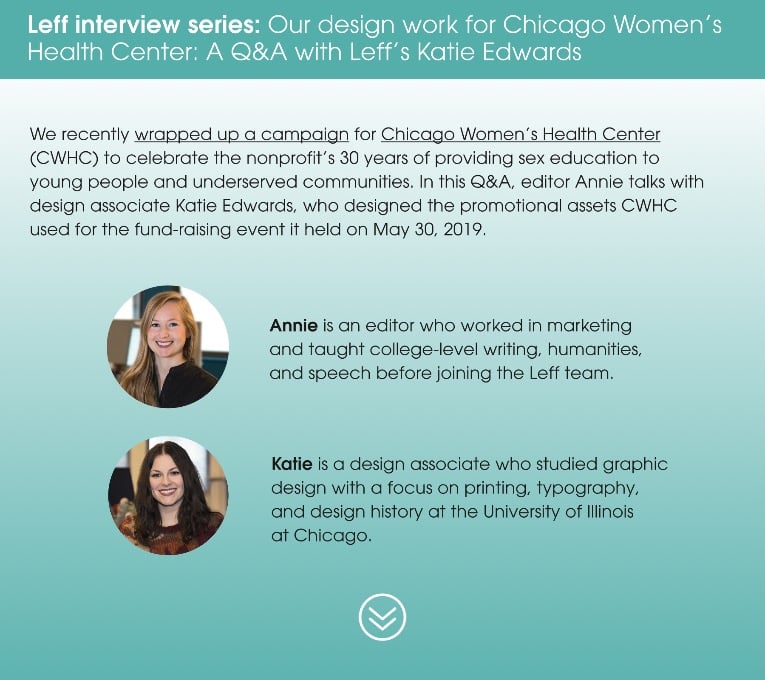 Leff interview series: Our design work for Chicago Women's
Health Center: A Q&A with Leff's Katie Edwards
We recently wrapped up a campaign for Chicago Women's Health Center
(CWHC) to celebrate the nonprofit's 30 years of providing sex education to
young people and underserved communities. In this Q&A, editor Annie talks with
design associate Katie Edwards, who designed the promotional assets CWHC
used for the fund-raising event it held on May 30, 2019.
Annie is an editor who worked in marketing
and taught college-level writing, humanities,
and speech before joining the Leff team.
Katie is a design associate who studied graphic
design with a focus on printing, typography,
and design history at the University of Illinois
at Chicago.